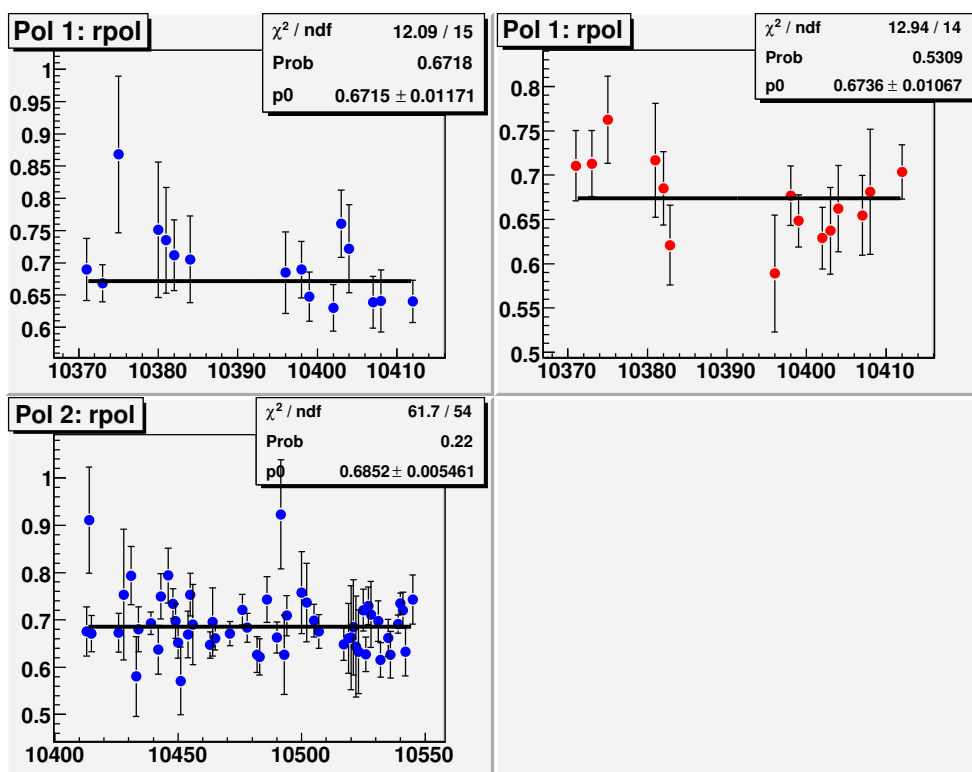 Pol 1: rpol
χ² / ndf 12.09 / 15
Prob 0.6718
p0 0.6715 ± 0.01171
1
0.95
0.9
0.85
0.8
0.75
0.7
0.65
0.6
10370 10380 10390 10400 10410
Pol 1: rpol
χ² / ndf 12.94 / 14
Prob 0.5309
p0 0.6736 ± 0.01067
0.8
0.75
0.7
0.65
0.6
0.55
0.5
10370 10380 10390 10400 10410
Pol 2: rpol
χ² / ndf 61.7 / 54
Prob 0.22
p0 0.6852 ± 0.005461
1
0.9
0.8
0.7
0.6
0.5
10400 10450 10500 10550